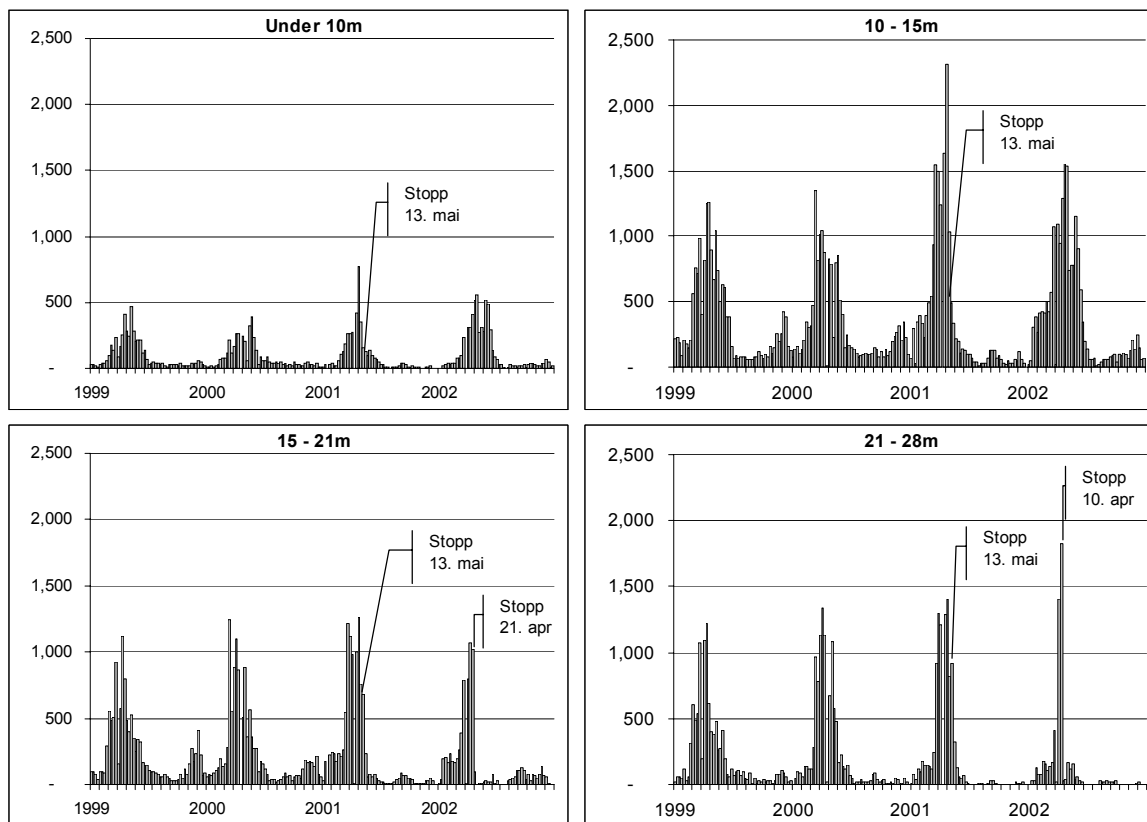 Under 10m
2,500
2,000
1,500
1,000
500
-
1999 2000 2001 2002
Stopp
13. mai
10 - 15m
2,500
2,000
1,500
1,000
500
-
1999 2000 2001 2002
Stopp
13. mai
15 - 21m
2,500
2,000
1,500
1,000
500
-
1999 2000 2001 2002
Stopp
13. mai
Stopp
21. apr
21 - 28m
2,500
2,000
1,500
1,000
500
-
1999 2000 2001 2002
Stopp
13. mai
Stopp
10. apr